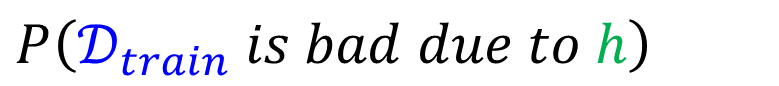 P(𝒟train is bad due to h)